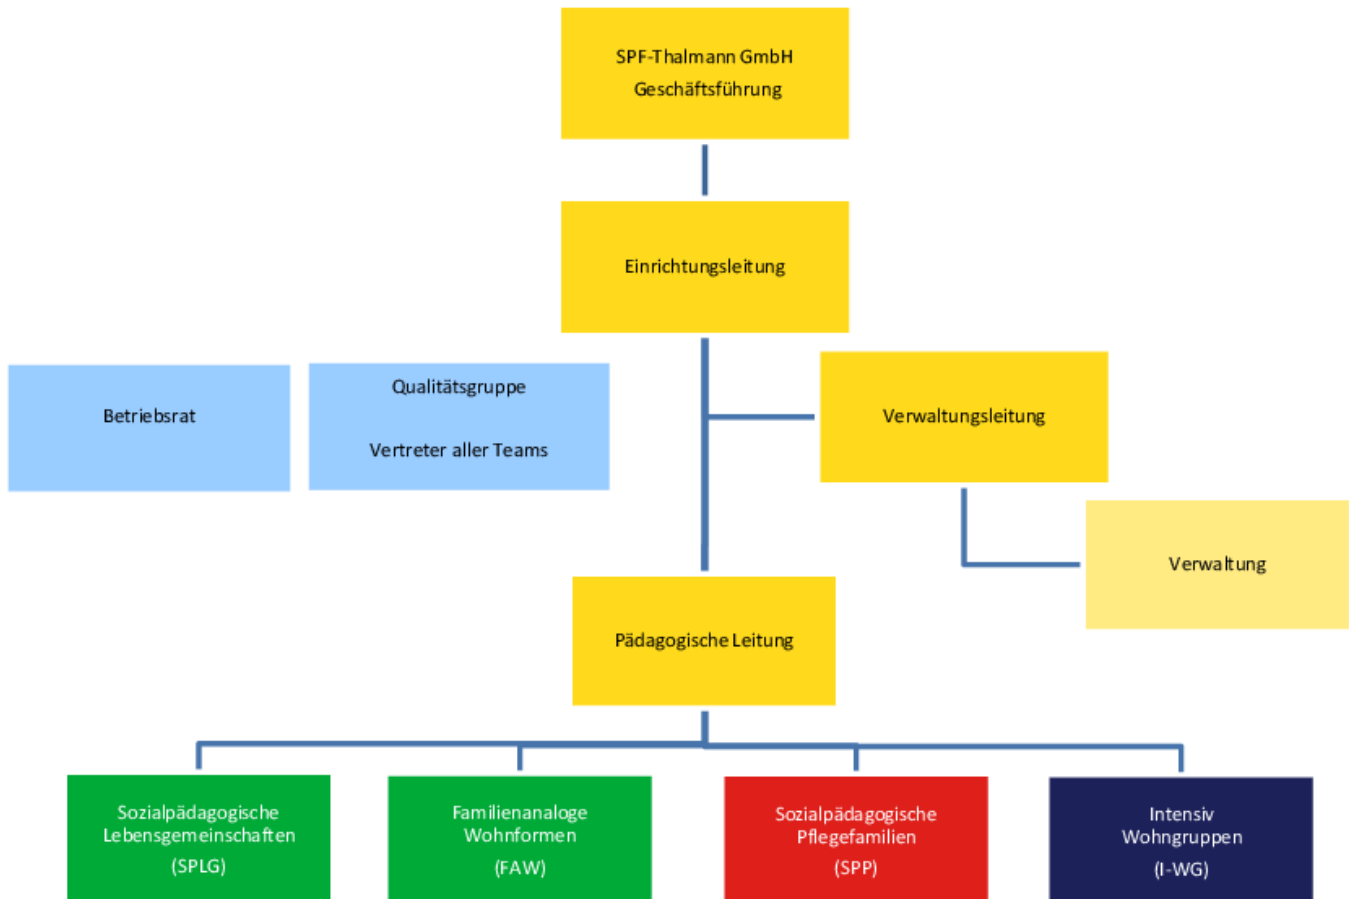 SPF-Thalmann GmbH
Geschäftsführung
Einrichtungsleitung
Betriebsrat
Qualitätsgruppe
Vertreter aller Teams
Verwaltungsleitung
Verwaltung
Pädagogische Leitung
Sozialpädagogische
Lebensgemeinschaften
(SPLG)
Familienanaloge
Wohnformen
(FAW)
Sozialpädagogische
Pflegefamilien
(SPP)
Intensiv
Wohngruppen
(I-WG)